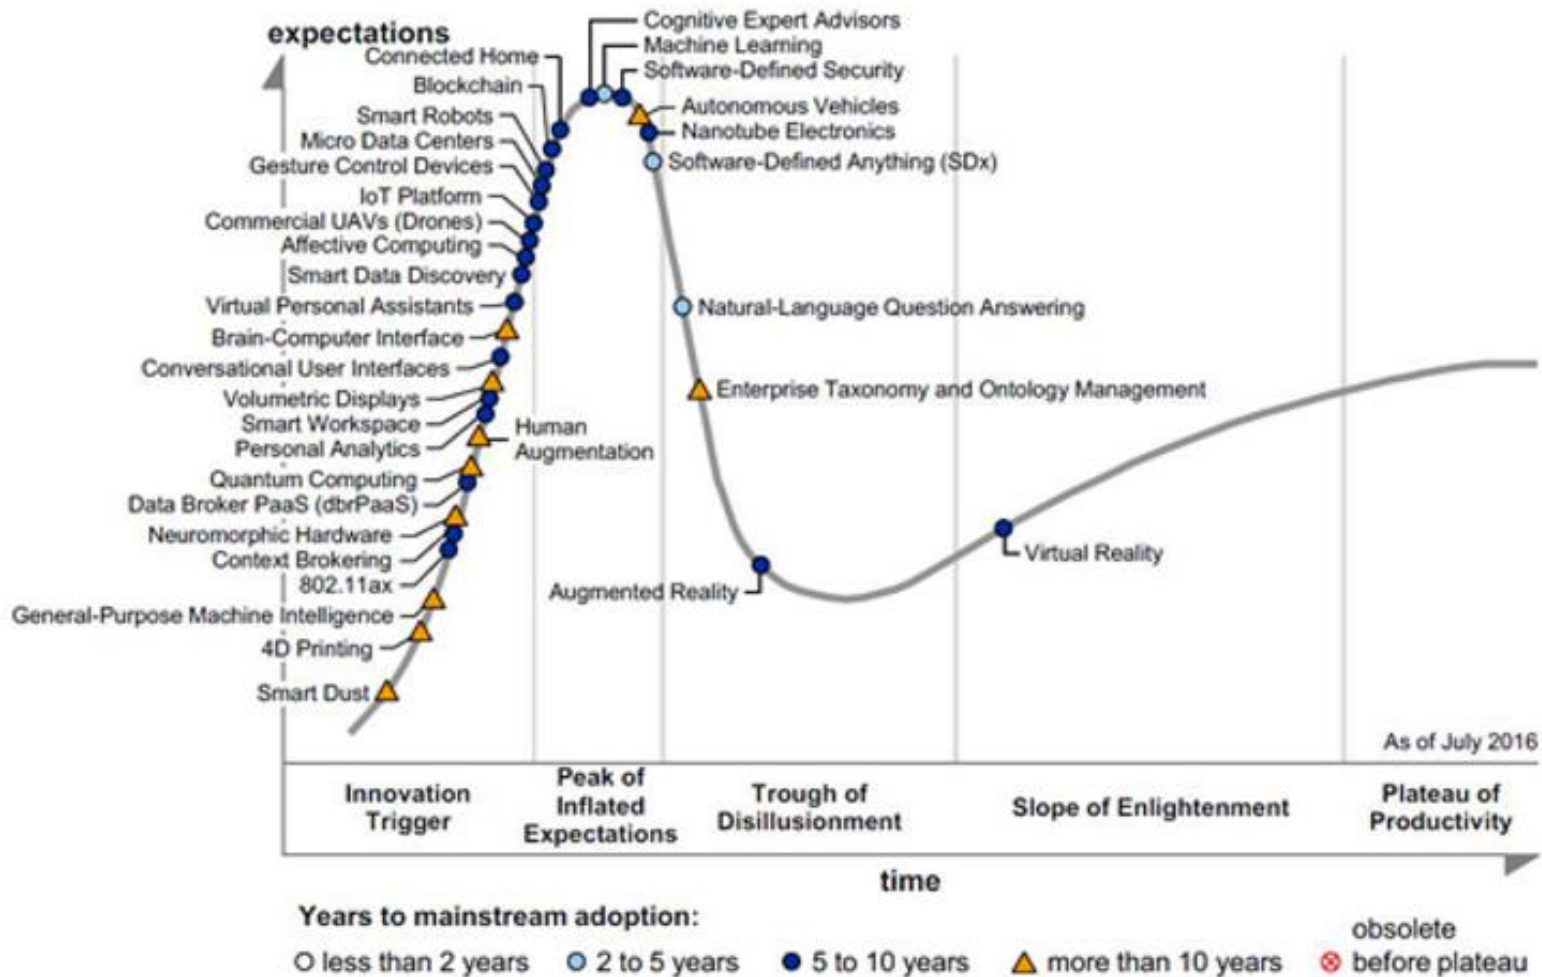 expectations
Cognitive Expert Advisors
Machine Learning
Connected Home
Software-Defined Security
Blockchain
Autonomous Vehicles
Smart Robots
Nanotube Electronics
Micro Data Centers
Software-Defined Anything (SDx)
Gesture Control Devices
IoT Platform
Commercial UAVs (Drones)
Affective Computing
Smart Data Discovery
Virtual Personal Assistants
Natural-Language Question Answering
Brain-Computer Interface
Conversational User Interfaces
Enterprise Taxonomy and Ontology Management
Volumetric Displays
Smart Workspace
Human
Augmentation
Personal Analytics
Quantum Computing
Data Broker PaaS (dbrPaaS)
Neuromorphic Hardware
Context Brokering
Virtual Reality
802.11ax
Augmented Reality
General-Purpose Machine Intelligence
4D Printing
Smart Dust
As of July 2016
Innovation
Trigger
Peak of
Inflated
Expectations
Trough of
Disillusionment
Slope of Enlightenment
Plateau of
Productivity
time
Years to mainstream adoption:
less than 2 years
2 to 5 years
5 to 10 years
more than 10 years
obsolete
before plateau